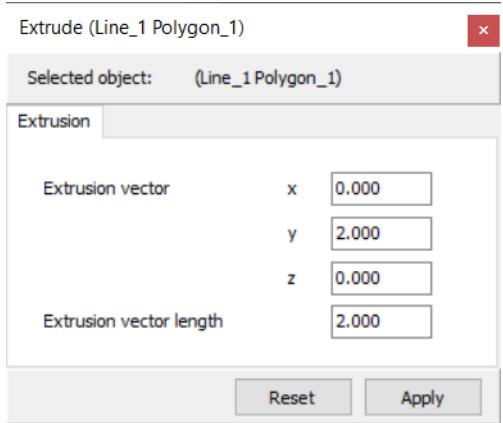 Extrude (Line_1 Polygon_1)
×
Selected object: (Line_1 Polygon_1)
Extrusion
Extrusion vector x 0.000
y 2.000
z 0.000
Extrusion vector length 2.000
Reset Apply